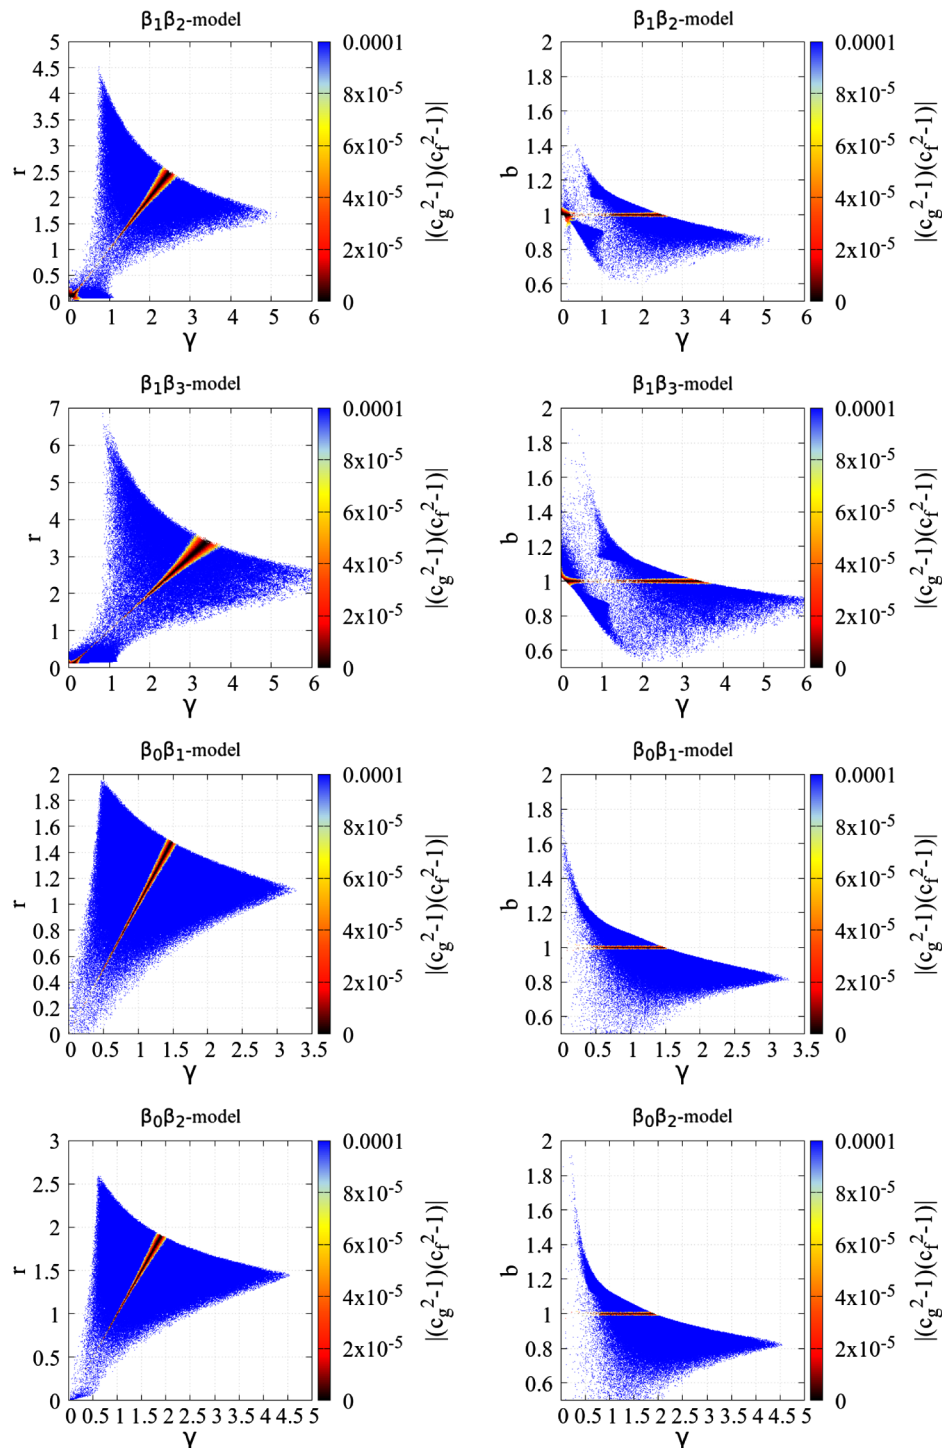 β₁β₂-model
5
4.5
4
3.5
3
2.5
2
1.5
1
0.5
0
r
0 1 2 3 4 5 6
γ
0.0001
8x10⁻⁵
6x10⁻⁵
4x10⁻⁵
2x10⁻⁵
0
|(c_g²-1)(c_f²-1)|
β₁β₂-model
2
1.8
1.6
1.4
1.2
1
0.8
0.6
b
0 1 2 3 4 5 6
γ
0.0001
8x10⁻⁵
6x10⁻⁵
4x10⁻⁵
2x10⁻⁵
0
|(c_g²-1)(c_f²-1)|
β₁β₃-model
7
6
5
4
3
2
1
0
r
0 1 2 3 4 5 6
γ
0.0001
8x10⁻⁵
6x10⁻⁵
4x10⁻⁵
2x10⁻⁵
0
|(c_g²-1)(c_f²-1)|
β₁β₃-model
2
1.8
1.6
1.4
1.2
1
0.8
0.6
b
0 1 2 3 4 5 6
γ
0.0001
8x10⁻⁵
6x10⁻⁵
4x10⁻⁵
2x10⁻⁵
0
|(c_g²-1)(c_f²-1)|
β₀β₁-model
2
1.8
1.6
1.4
1.2
1
0.8
0.6
0.4
0.2
0
r
0 0.5 1 1.5 2 2.5 3 3.5
γ
0.0001
8x10⁻⁵
6x10⁻⁵
4x10⁻⁵
2x10⁻⁵
0
|(c_g²-1)(c_f²-1)|
β₀β₁-model
2
1.8
1.6
1.4
1.2
1
0.8
0.6
b
0 0.5 1 1.5 2 2.5 3 3.5
γ
0.0001
8x10⁻⁵
6x10⁻⁵
4x10⁻⁵
2x10⁻⁵
0
|(c_g²-1)(c_f²-1)|
β₀β₂-model
3
2.5
2
1.5
1
0.5
0
r
0 0.5 1 1.5 2 2.5 3 3.5 4 4.5 5
γ
0.0001
8x10⁻⁵
6x10⁻⁵
4x10⁻⁵
2x10⁻⁵
0
|(c_g²-1)(c_f²-1)|
β₀β₂-model
2
1.8
1.6
1.4
1.2
1
0.8
0.6
b
0 0.5 1 1.5 2 2.5 3 3.5 4 4.5 5
γ
0.0001
8x10⁻⁵
6x10⁻⁵
4x10⁻⁵
2x10⁻⁵
0
|(c_g²-1)(c_f²-1)|